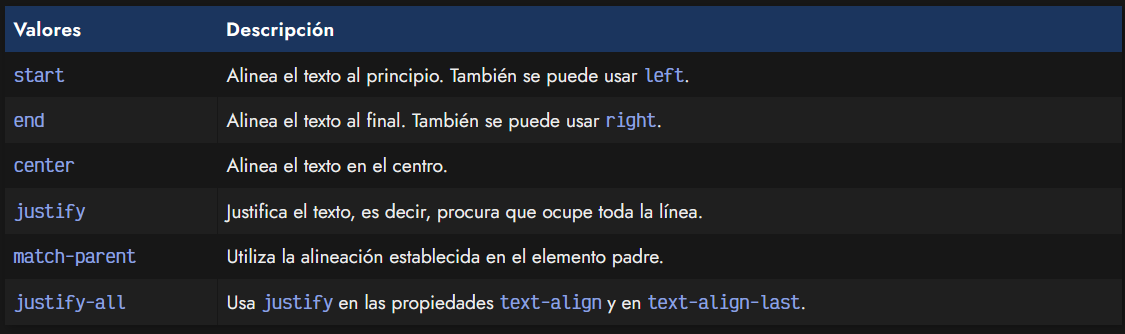 Valores Descripción
start Alinea el texto al principio. También se puede usar left.
end Alinea el texto al final. También se puede usar right.
center Alinea el texto en el centro.
justify Justifica el texto, es decir, procura que ocupe toda la línea.
match-parent Utiliza la alineación establecida en el elemento padre.
justify-all Usa justify en las propiedades text-align y en text-align-last.